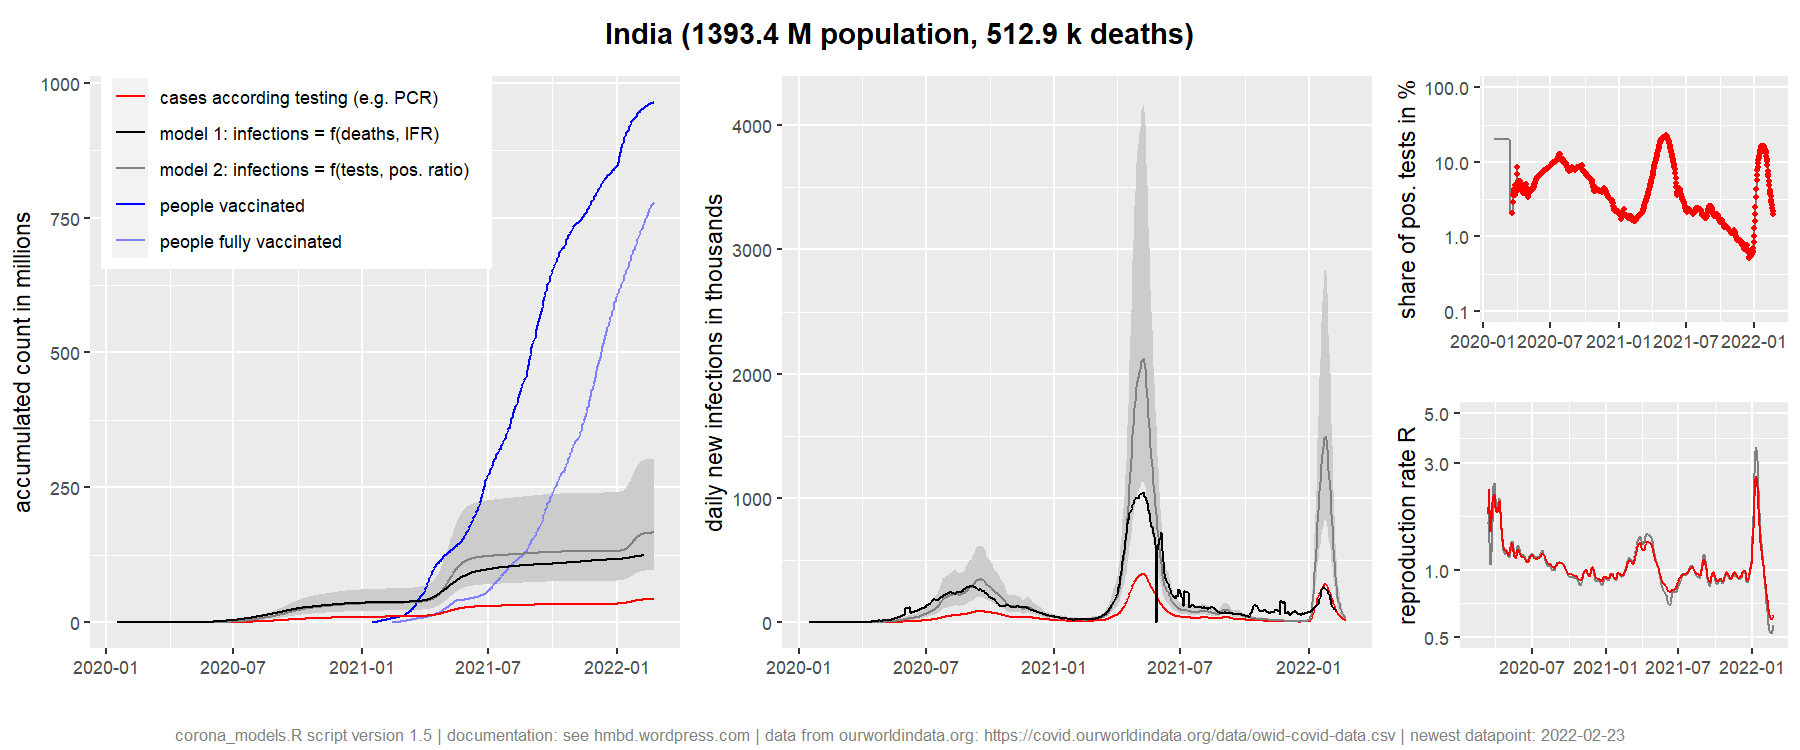 India (1393.4 M population, 512.9 k deaths)
accumulated count in millions
1000
750
500
250
0
cases according testing (e.g. PCR)
model 1: infections = f(deaths, IFR)
model 2: infections = f(tests, pos. ratio)
people vaccinated
people fully vaccinated
2020-01 2020-07 2021-01 2021-07 2022-01
daily new infections in thousands
4000
3000
2000
1000
0
2020-01 2020-07 2021-01 2021-07 2022-01
share of pos. tests in %
100.0
10.0
1.0
0.1
2020-01 2020-07 2021-01 2021-07 2022-01
reproduction rate R
5.0
3.0
1.0
0.5
2020-07 2021-01 2021-07 2022-01
corona_models.R script version 1.5 | documentation: see hmbd.wordpress.com | data from ourworldindata.org: https://covid.ourworldindata.org/data/owid-covid-data.csv | newest datapoint: 2022-02-23